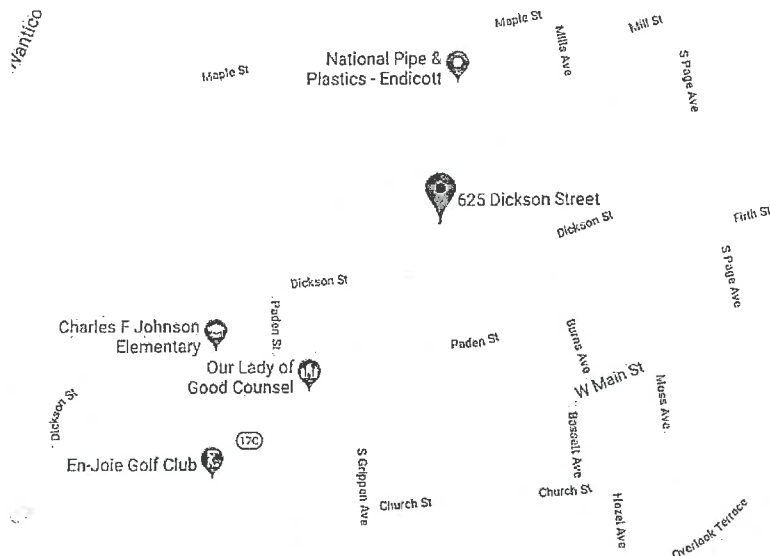 Maple St
Mill St
Mills Ave
National Pipe &
Plastics - Endicott
Maple St
S Page Ave
625 Dickson Street
Dickson St
Firth St
S Page Ave
Dickson St
Paden St
Charles F Johnson
Elementary
Paden St
Burns Ave
Our Lady of
Good Counsel
W Main St
Moss Ave
Dickson St
Bassett Ave
17C
En-Joie Golf Club
S Grippen Ave
Church St
Church St
Hazel Ave
Overlook Terrace